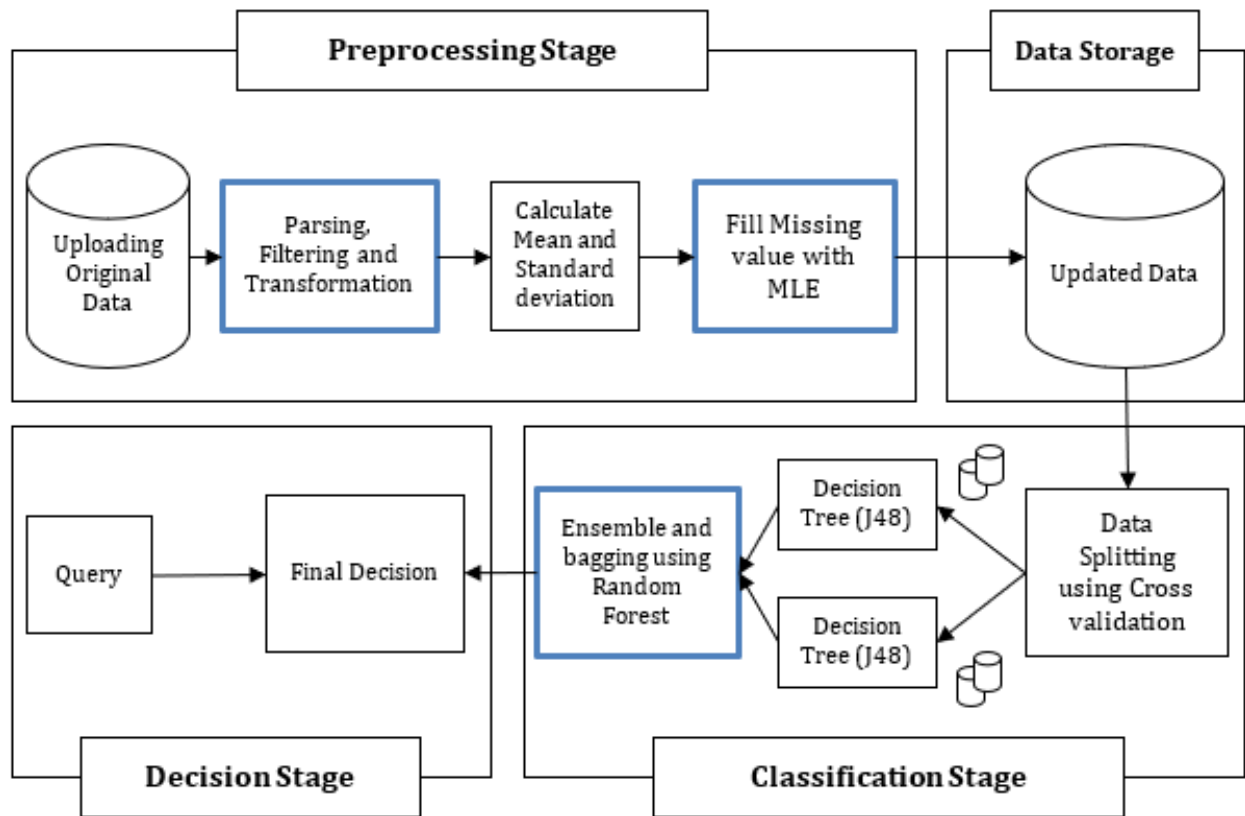 Preprocessing Stage
Data Storage
Uploading
Original
Data
Parsing,
Filtering and
Transformation
Calculate
Mean and
Standard
deviation
Fill Missing
value with
MLE
Updated Data
Query
Final Decision
Ensemble and
bagging using
Random
Forest
Decision
Tree (J48)
Decision
Tree (J48)
Data
Splitting
using Cross
validation
Decision Stage
Classification Stage